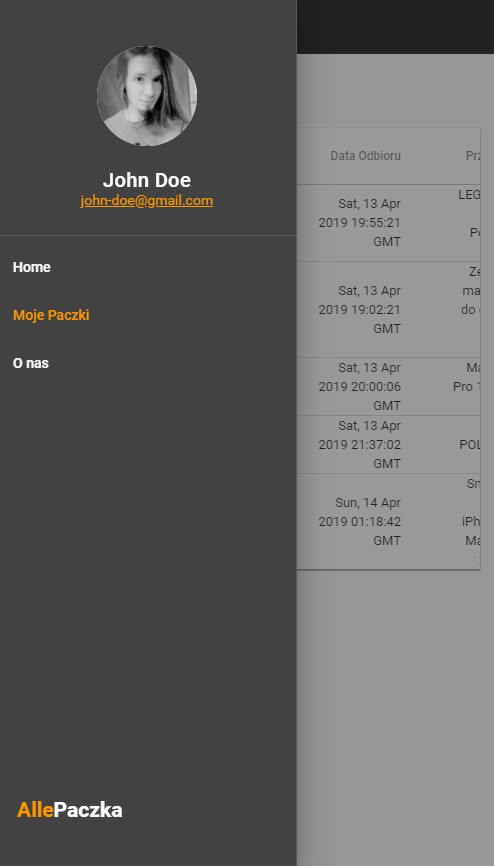 John Doe
john-doe@gmail.com
Home
Moje Paczki
O nas
AllePaczka
Data Odbioru
Sat, 13 Apr
2019 19:55:21
GMT
Sat, 13 Apr
2019 19:02:21
GMT
Sat, 13 Apr
2019 20:00:06
GMT
Sat, 13 Apr
2019 21:37:02
GMT
Sun, 14 Apr
2019 01:18:42
GMT
Prz
LEG
Po
Ze
ma
do
Ma
Pro
POL
Sn
iPh
Ma